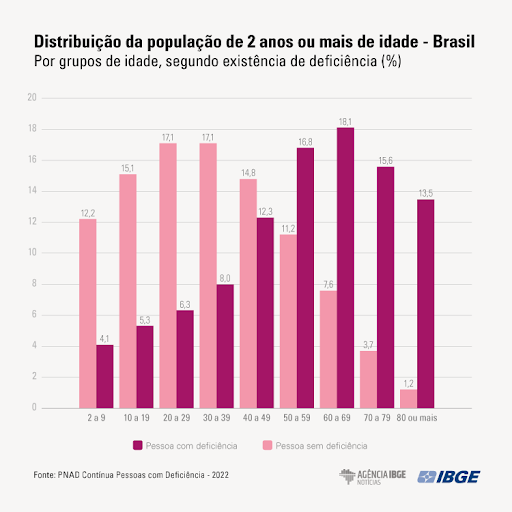 Distribuição da população de 2 anos ou mais de idade - Brasil
Por grupos de idade, segundo existência de deficiência (%)
20
18
16
14
12
10
8
6
4
2
0
12,2
4,1
15,1
5,3
17,1
6,3
17,1
8,0
14,8
12,3
11,2
16,8
7,6
18,1
3,7
15,6
1,2
13,5
2 a 9
10 a 19
20 a 29
30 a 39
40 a 49
50 a 59
60 a 69
70 a 79
80 ou mais
Pessoa com deficiência
Pessoa sem deficiência
Fonte: PNAD Contínua Pessoas com Deficiência - 2022
AGÊNCIA IBGE
NOTÍCIAS
IBGE